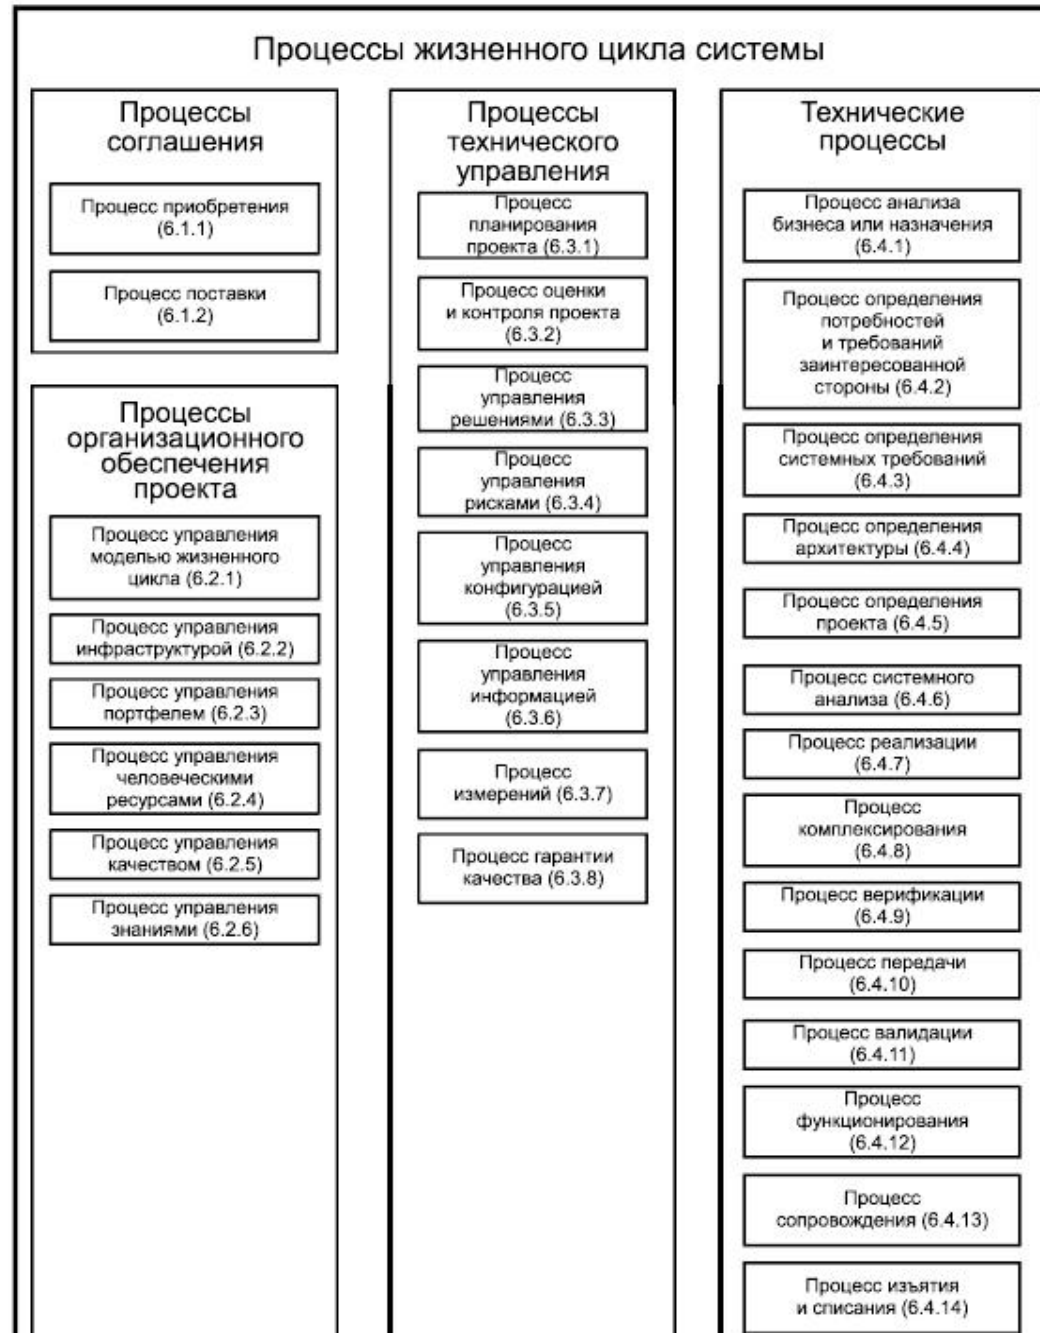 Процессы жизненного цикла системы
Процессы
соглашения
Процесс приобретения
(6.1.1)
Процесс поставки
(6.1.2)
Процессы
организационного
обеспечения
проекта
Процесс управления
моделью жизненного
цикла (6.2.1)
Процесс управления
инфраструктурой (6.2.2)
Процесс управления
портфелем (6.2.3)
Процесс управления
человеческими
ресурсами (6.2.4)
Процесс управления
качеством (6.2.5)
Процесс управления
знаниями (6.2.6)
Процессы
технического
управления
Процесс
планирования
проекта (6.3.1)
Процесс оценки
и контроля проекта
(6.3.2)
Процесс
управления
решениями (6.3.3)
Процесс
управления
рисками (6.3.4)
Процесс
управления
конфигурацией
(6.3.5)
Процесс
управления
информацией
(6.3.6)
Процесс
измерений (6.3.7)
Процесс гарантии
качества (6.3.8)
Технические
процессы
Процесс анализа
бизнеса или назначения
(6.4.1)
Процесс определения
потребностей
и требований
заинтересованной
стороны (6.4.2)
Процесс определения
системных требований
(6.4.3)
Процесс определения
архитектуры (6.4.4)
Процесс определения
проекта (6.4.5)
Процесс системного
анализа (6.4.6)
Процесс реализации
(6.4.7)
Процесс
комплексирования
(6.4.8)
Процесс верификации
(6.4.9)
Процесс передачи
(6.4.10)
Процесс валидации
(6.4.11)
Процесс
функционирования
(6.4.12)
Процесс
сопровождения (6.4.13)
Процесс изъятия
и списания (6.4.14)